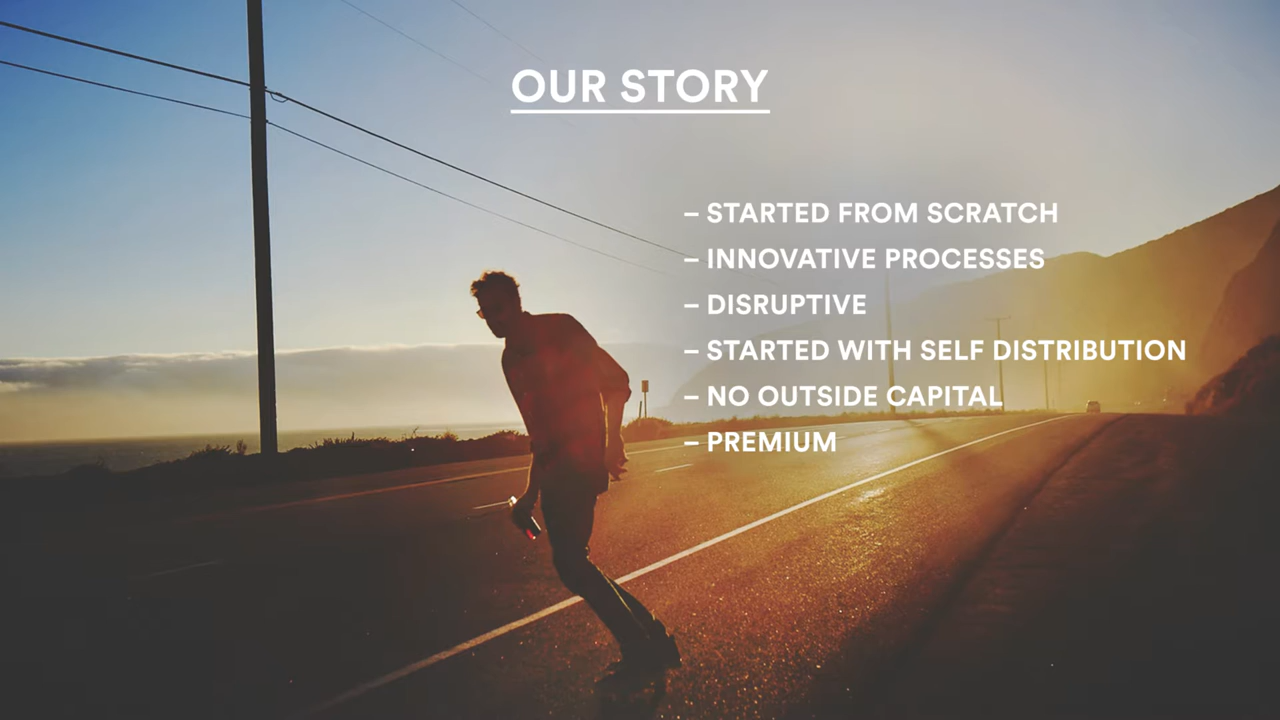 OUR STORY
– STARTED FROM SCRATCH
– INNOVATIVE PROCESSES
– DISRUPTIVE
– STARTED WITH SELF DISTRIBUTION
– NO OUTSIDE CAPITAL
– PREMIUM